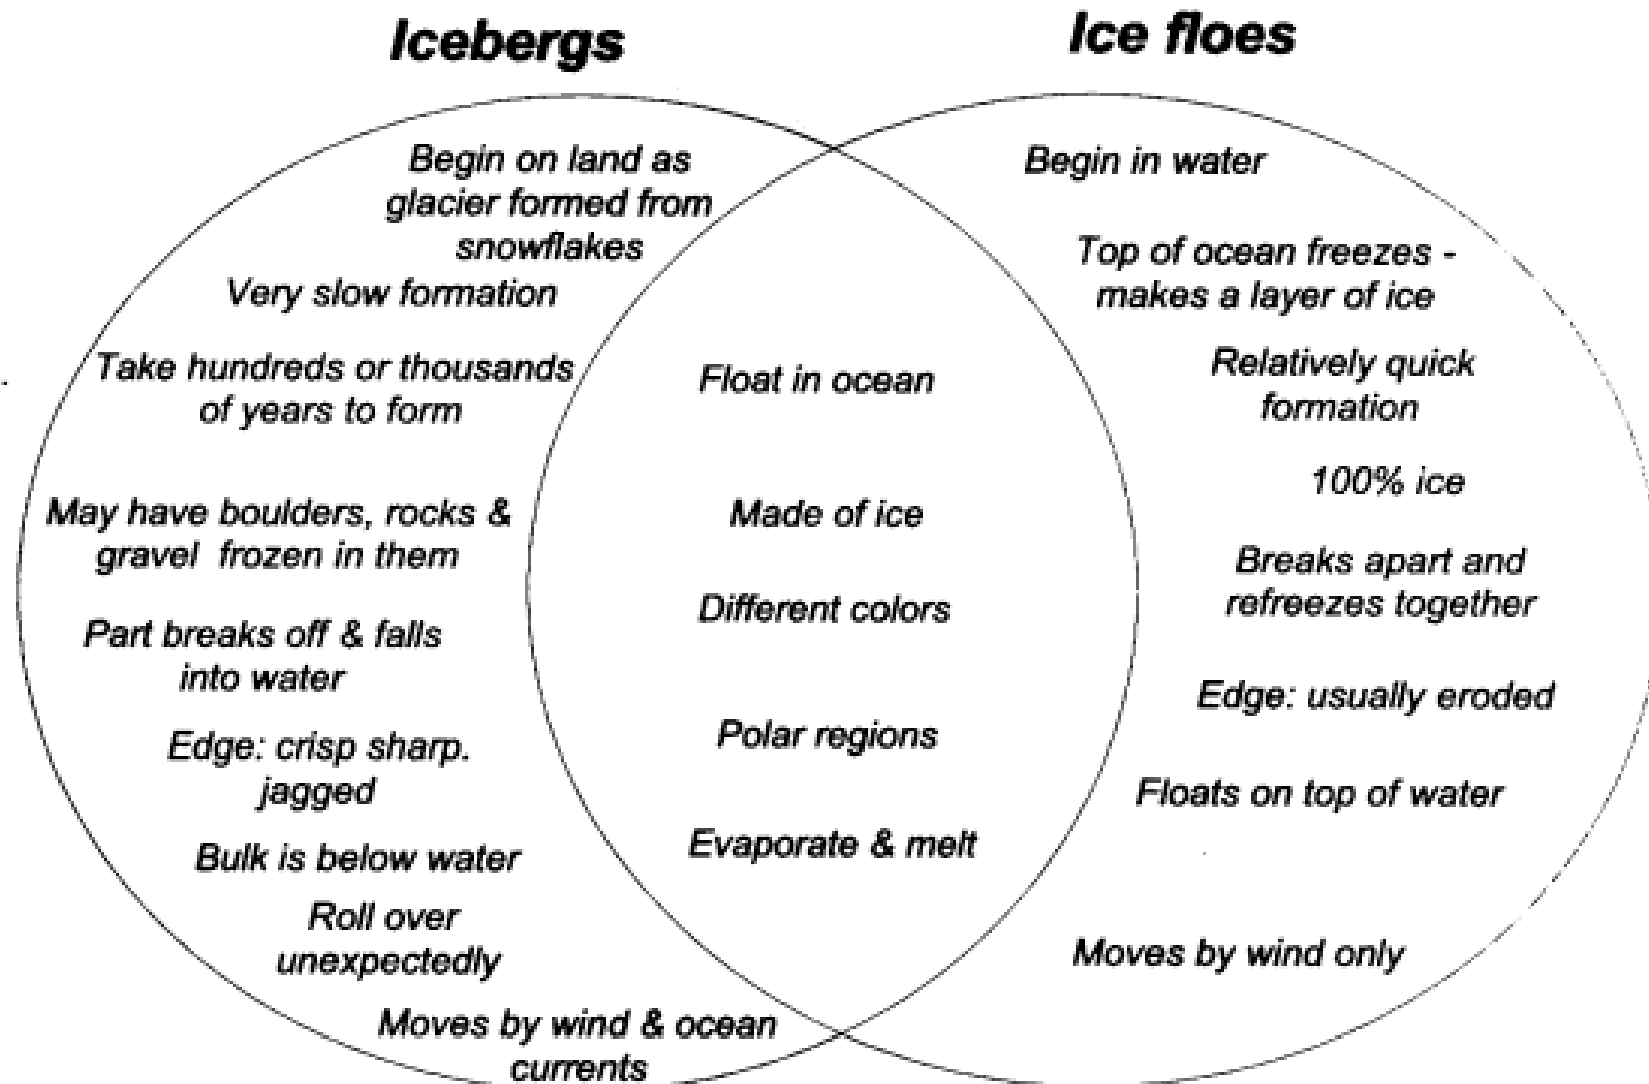 Icebergs
Ice floes
Begin on land as
glacier formed from
snowflakes
Very slow formation
Take hundreds or thousands
of years to form
May have boulders, rocks &
gravel frozen in them
Part breaks off & falls
into water
Edge: crisp sharp.
jagged
Bulk is below water
Roll over
unexpectedly
Moves by wind & ocean
currents
Float in ocean
Made of ice
Different colors
Polar regions
Evaporate & melt
Begin in water
Top of ocean freezes -
makes a layer of ice
Relatively quick
formation
100% ice
Breaks apart and
refreezes together
Edge: usually eroded
Floats on top of water
Moves by wind only